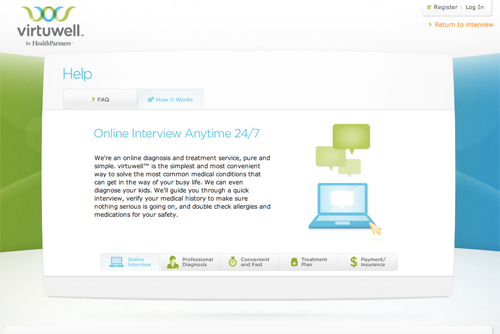 Register | Log In
virtuwell™
by HealthPartners
Return to interview
Help
? FAQ
How It Works
Online Interview Anytime 24/7
We're an online diagnosis and treatment service, pure and
simple. virtuwell™ is the simplest and most convenient
way to solve the most common medical conditions that
can get in the way of your busy life. We can even
diagnose your kids. We'll guide you through a quick
interview, verify your medical history to make sure
nothing serious is going on, and double check allergies and
medications for your safety.
Online
Interview
Professional
Diagnosis
Convenient
and Fast
Treatment
Plan
$ Payment/
Insurance